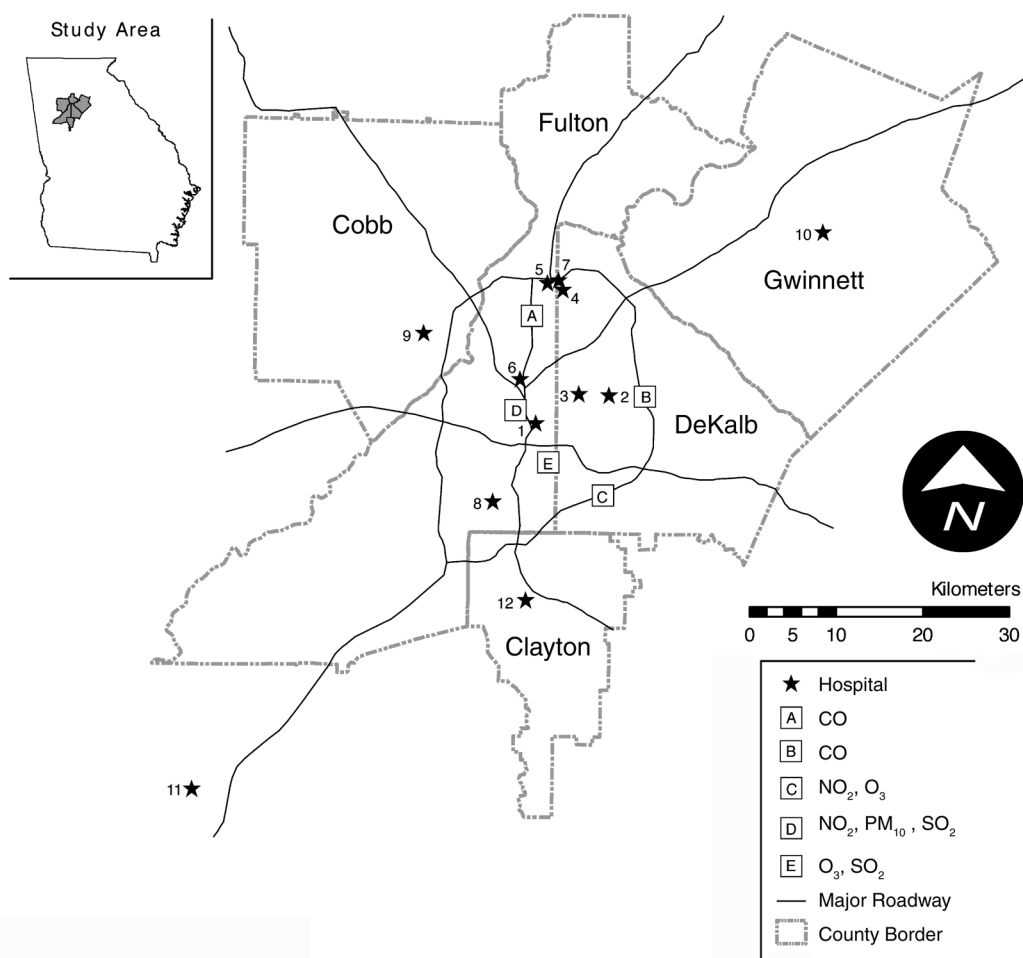 Study Area
Fulton
Cobb
10
Gwinnett
5 7
4
A
9
6
3 2 B
D
1
DeKalb
E
C
8
N
Kilometers
12
0 5 10 20 30
Clayton
Hospital
A CO
B CO
C NO₂, O₃
11
D NO₂, PM₁₀ , SO₂
E O₃, SO₂
Major Roadway
County Border